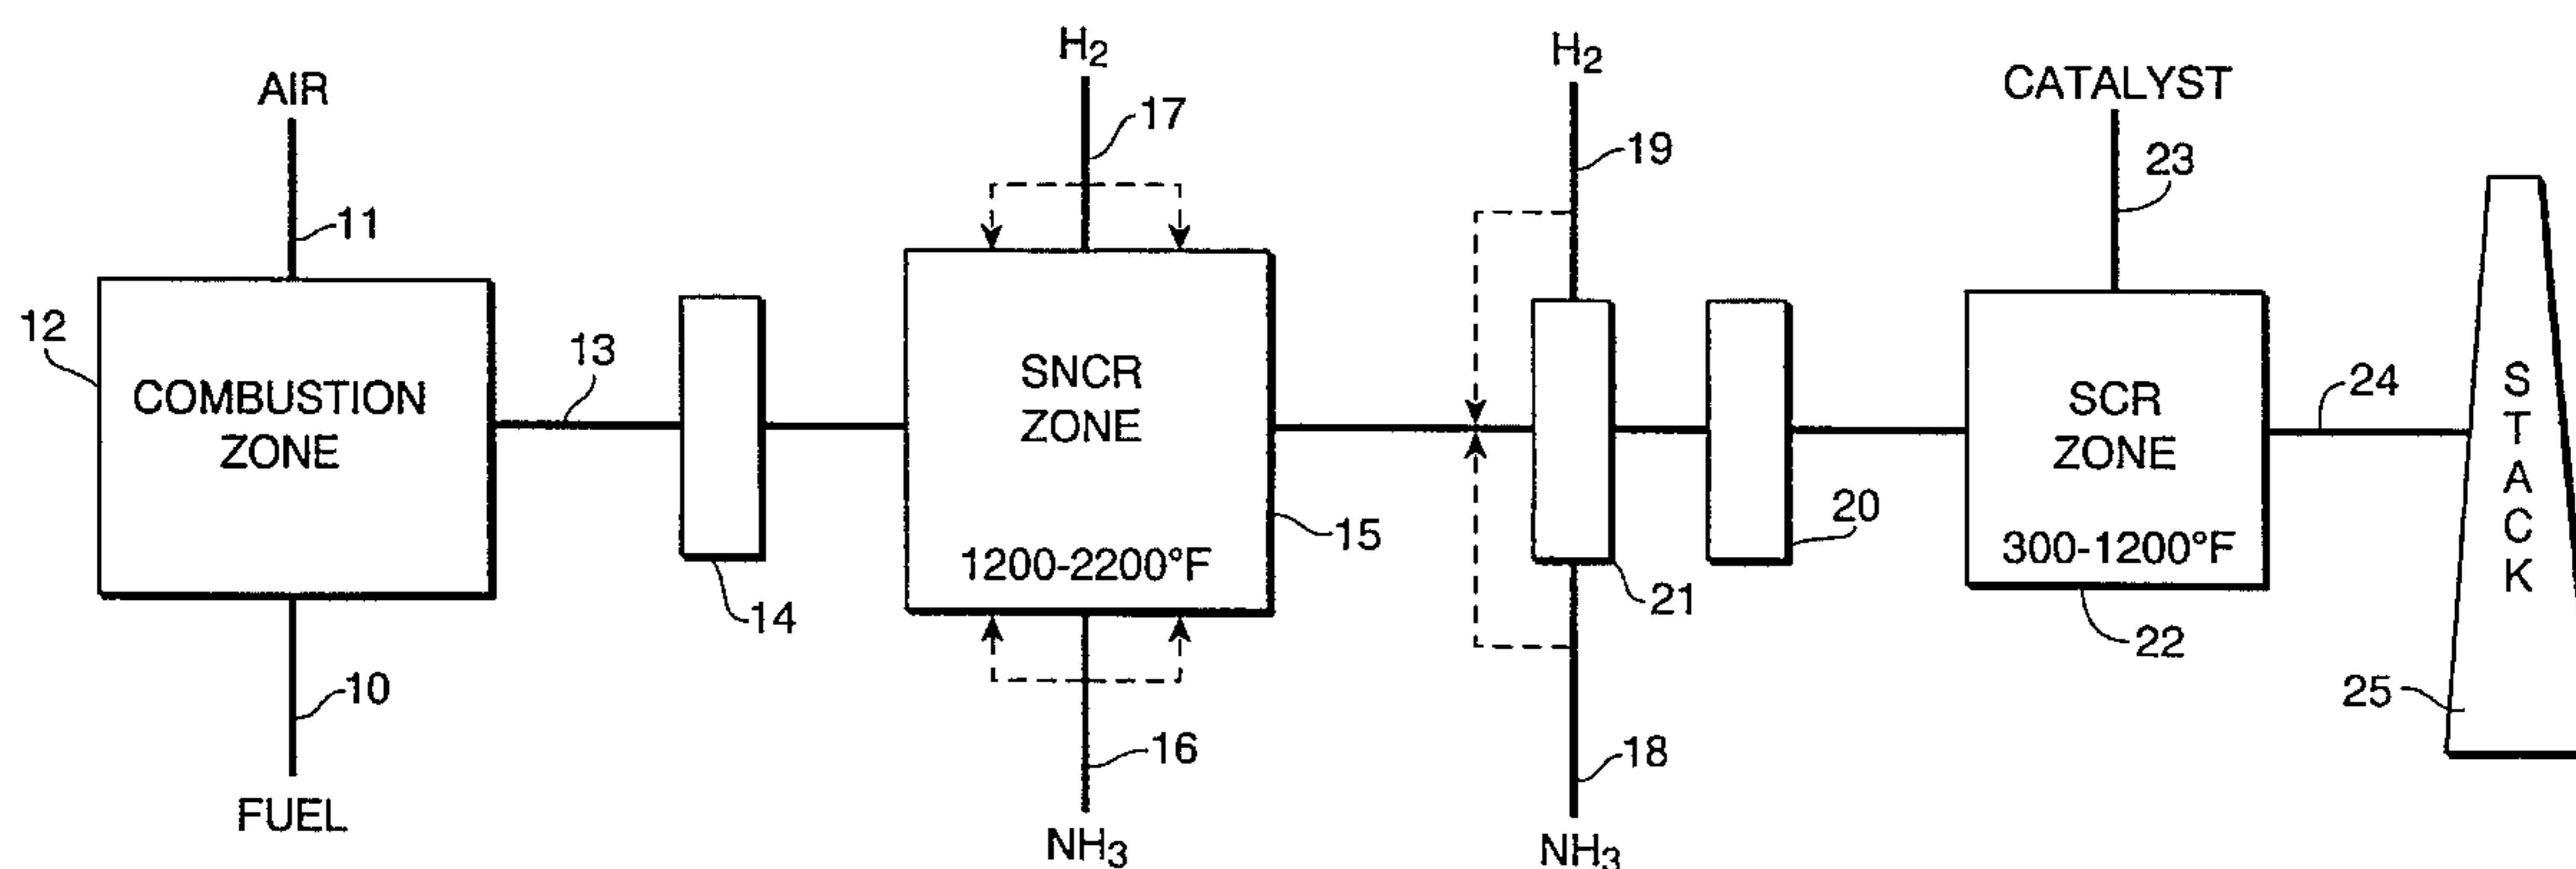 AIR
11
12
COMBUSTION
ZONE
10
FUEL
13
14
H2
17
SNCR
ZONE
1200-2200°F
15
16
NH3
H2
19
21
20
18
NH3
CATALYST
23
SCR
ZONE
300-1200°F
22
24
S
T
A
C
K
25